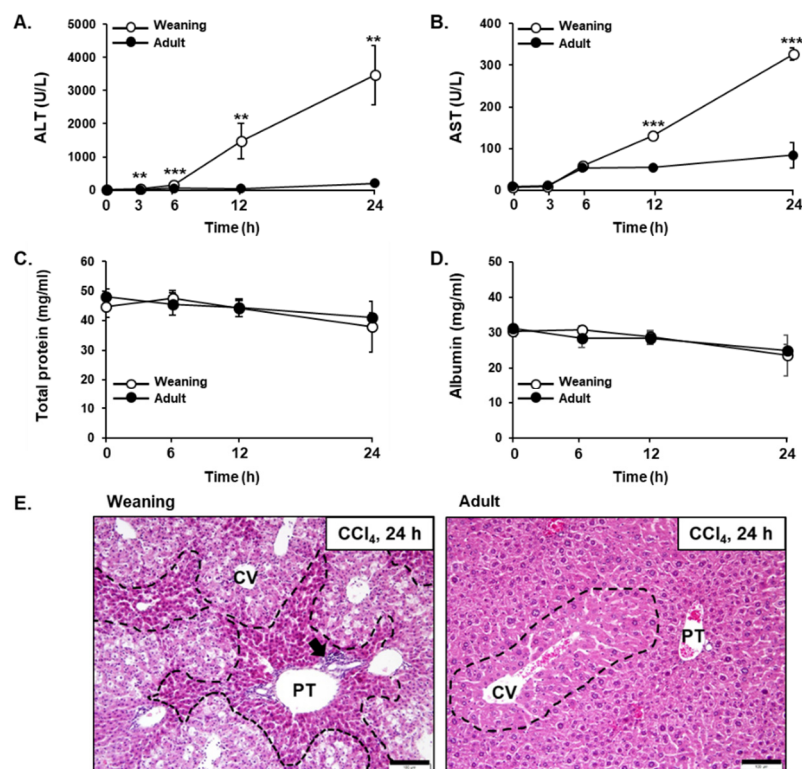 A.
ALT (U/L)
5000
4000
3000
2000
1000
0
Weaning
Adult
**
***
**
**
0 3 6 12 24
Time (h)
B.
AST (U/L)
400
300
200
100
0
Weaning
Adult
***
***
0 3 6 12 24
Time (h)
C.
Total protein (mg/ml)
60
50
40
30
20
10
0
Weaning
Adult
0 6 12 24
Time (h)
D.
Albumin (mg/ml)
50
40
30
20
10
0
Weaning
Adult
0 6 12 24
Time (h)
E.
Weaning
CCl₄, 24 h
CV
PT
Adult
CCl₄, 24 h
CV
PT